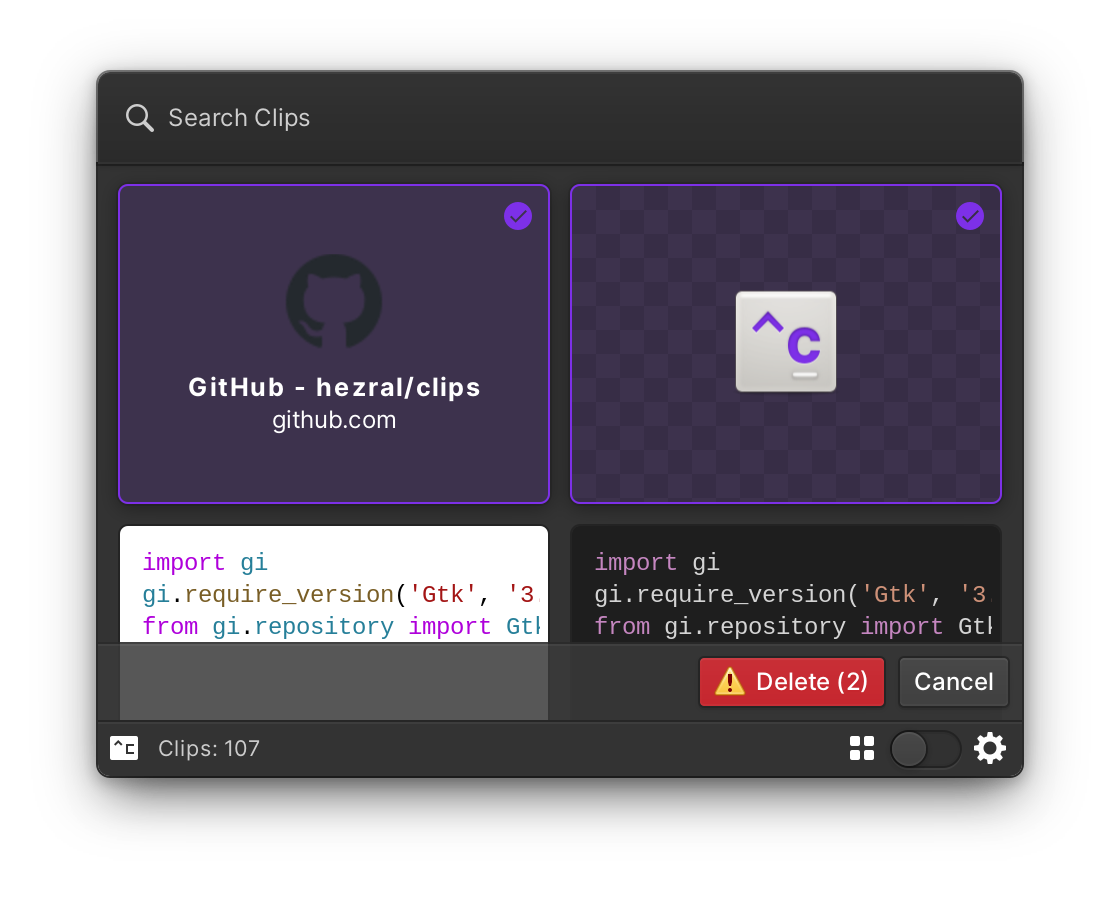 Search Clips
GitHub - hezral/clips
github.com
^c
import gi
gi.require_version('Gtk', '3.
from gi.repository import Gtk
import gi
gi.require_version('Gtk', '3.
from gi.repository import Gtk
Delete (2)
Cancel
Clips: 107